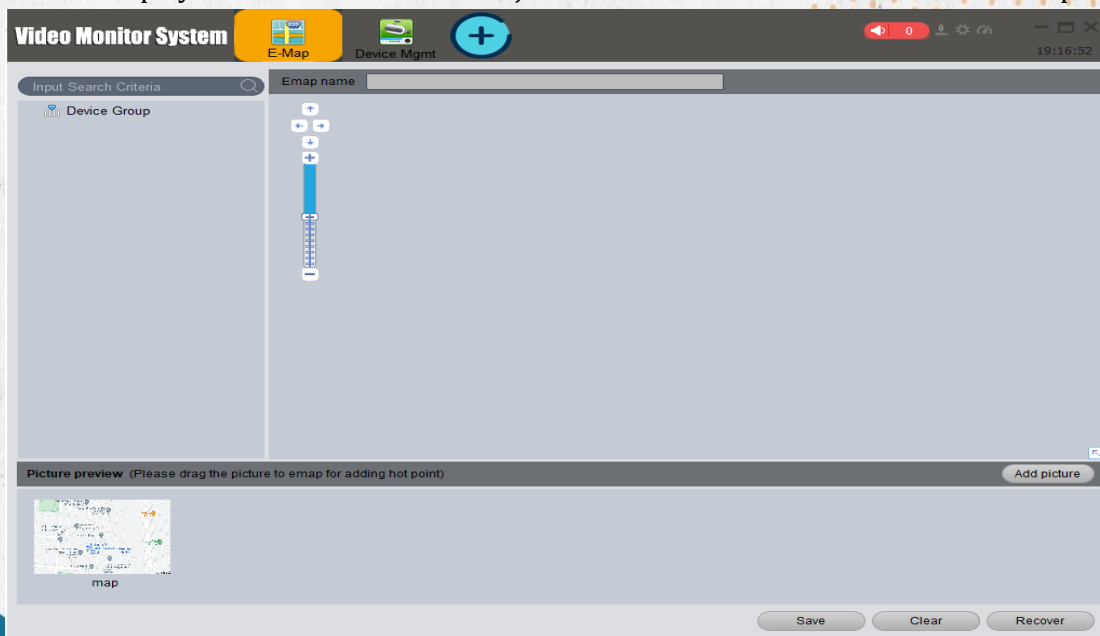 Video Monitor System
E-Map
Device Mgmt
0
19:16:52
Input Search Criteria
Emap name
Device Group
Picture preview (Please drag the picture to emap for adding hot point)
Add picture
map
Save
Clear
Recover